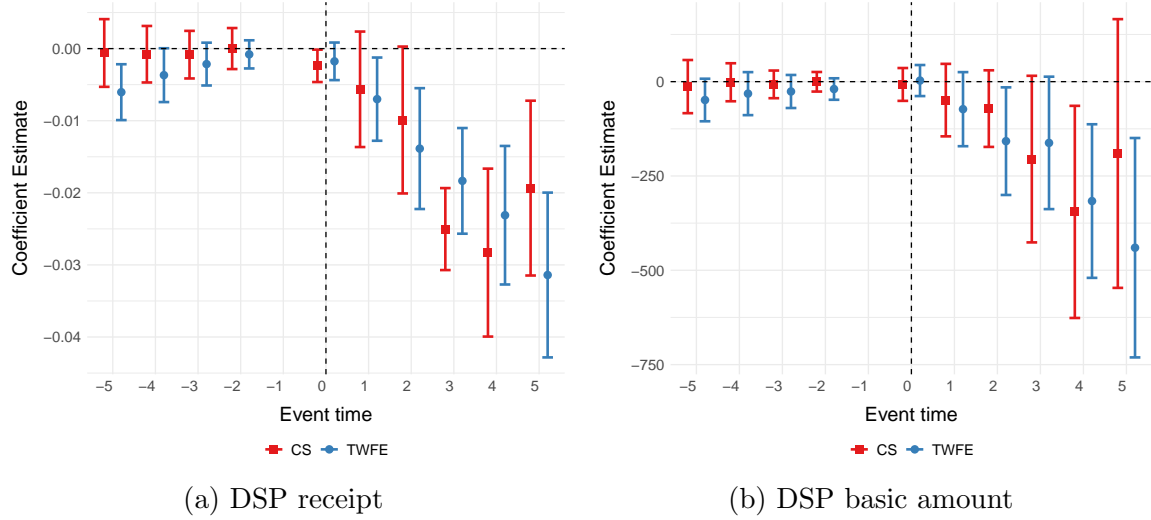 0.00
−0.01
−0.02
−0.03
−0.04
Coefficient Estimate
−5 −4 −3 −2 −1 0 1 2 3 4 5
Event time
CS TWFE
(a) DSP receipt
0
−250
−500
−750
Coefficient Estimate
−5 −4 −3 −2 −1 0 1 2 3 4 5
Event time
CS TWFE
(b) DSP basic amount